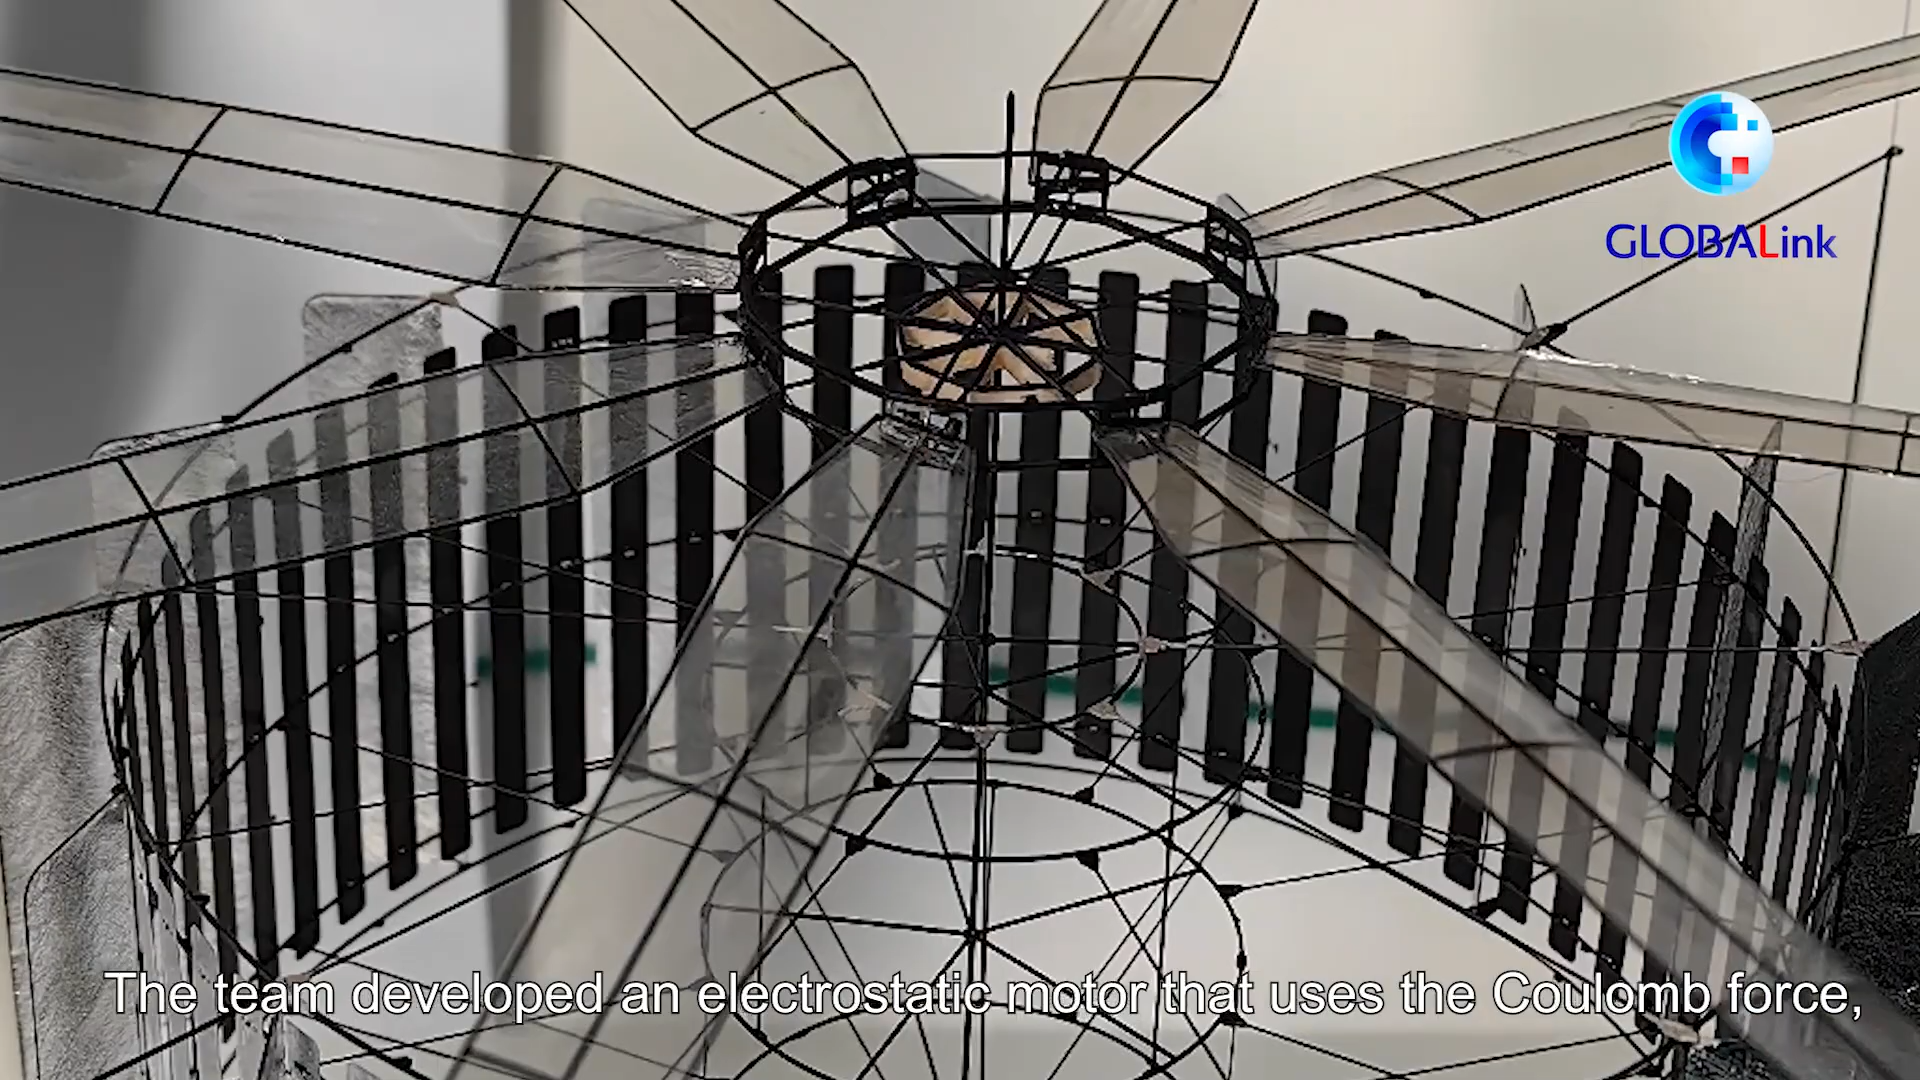 GLOBALink
The team developed an electrostatic motor that uses the Coulomb force,